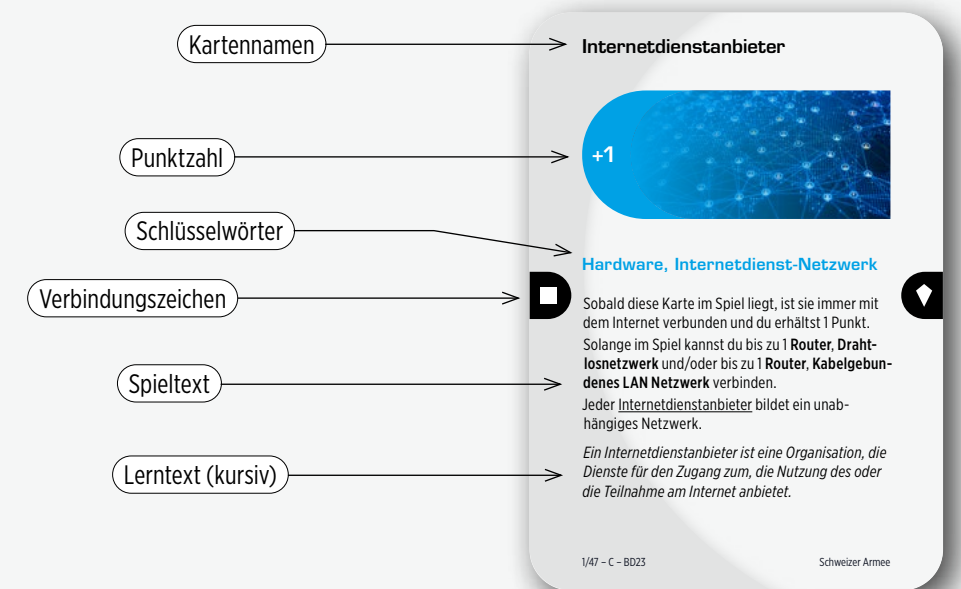 Kartennamen
Internetdienstanbieter
Punktzahl
+1
Schlüsselwörter
Hardware, Internetdienst-Netzwerk
Verbindungszeichen
Sobald diese Karte im Spiel liegt, ist sie immer mit
dem Internet verbunden und du erhältst 1 Punkt.
Solange im Spiel kannst du bis zu 1 Router, Draht-
losnetzwerk und/oder bis zu 1 Router, Kabelgebun-
denes LAN Netzwerk verbinden.
Spieltext
Jeder Internetdienstanbieter bildet ein unab-
hängiges Netzwerk.
Lerntext (kursiv)
Ein Internetdienstanbieter ist eine Organisation, die
Dienste für den Zugang zum, die Nutzung des oder
die Teilnahme am Internet anbietet.
1/47 – C – BD23
Schweizer Armee